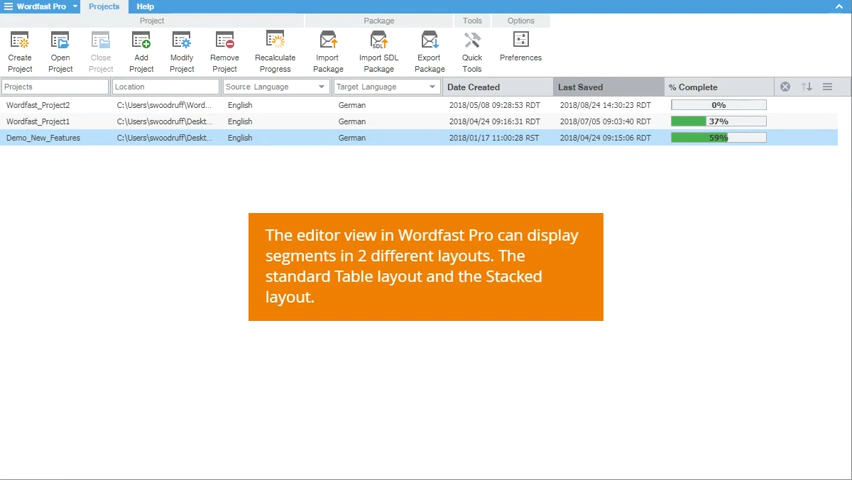 Wordfast Pro Projects Help
Project Package Tools Options
Create Project
Open Project
Close Project
Add Project
Modify Project
Remove Project
Recalculate Progress
Import Package
Import SDL Package
Export Package
Quick Tools
Preferences
Projects Location Source Language Target Language Date Created Last Saved % Complete
Wordfast_Project2 C:\Users\swoodruff\Word... English German 2018/05/08 09:28:53 RDT 2018/08/24 14:30:23 RDT 0%
Wordfast_Project1 C:\Users\swoodruff\Deskt... English German 2018/04/24 09:16:31 RDT 2018/07/05 09:03:40 RDT 37%
Demo_New_Features C:\Users\swoodruff\Deskt... English German 2018/01/17 11:00:28 RST 2018/04/24 09:15:06 RDT 59%
The editor view in Wordfast Pro can display
segments in 2 different layouts. The
standard Table layout and the Stacked
layout.